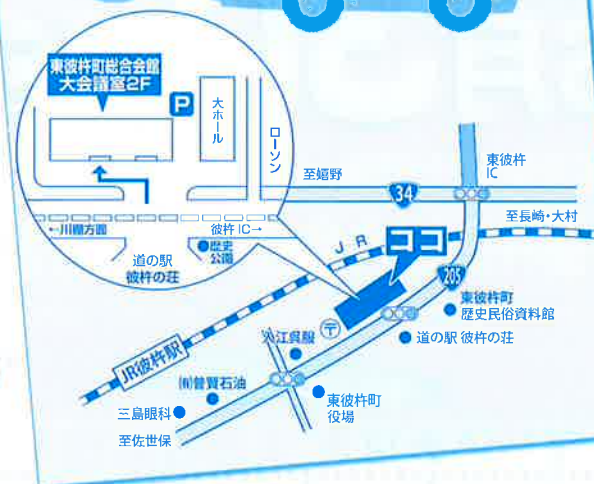 東彼杵町総合会館
大会議室2F
P
大ホール
ローソン
←川棚方面
彼杵IC→
道の駅
彼杵の荘
歴史
公園
至嬉野
34
東彼杵
IC
至長崎・大村
JR
ココ
205
東彼杵町
歴史民俗資料館
道の駅 彼杵の荘
〒
入江呉服
JR彼杵駅
㈲普賢石油
三島眼科
東彼杵町
役場
至佐世保